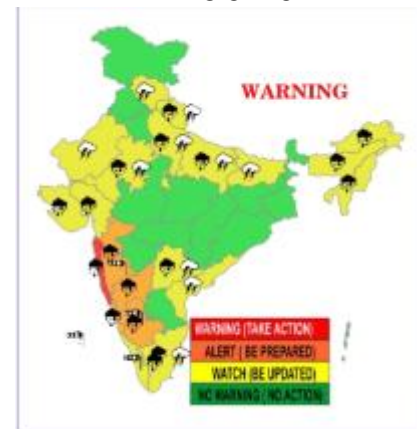 WARNING
WARNING (TAKE ACTION)
ALERT ( BE PREPARED)
WATCH (BE UPDATED)
NO WARNING ( NO ACTION)